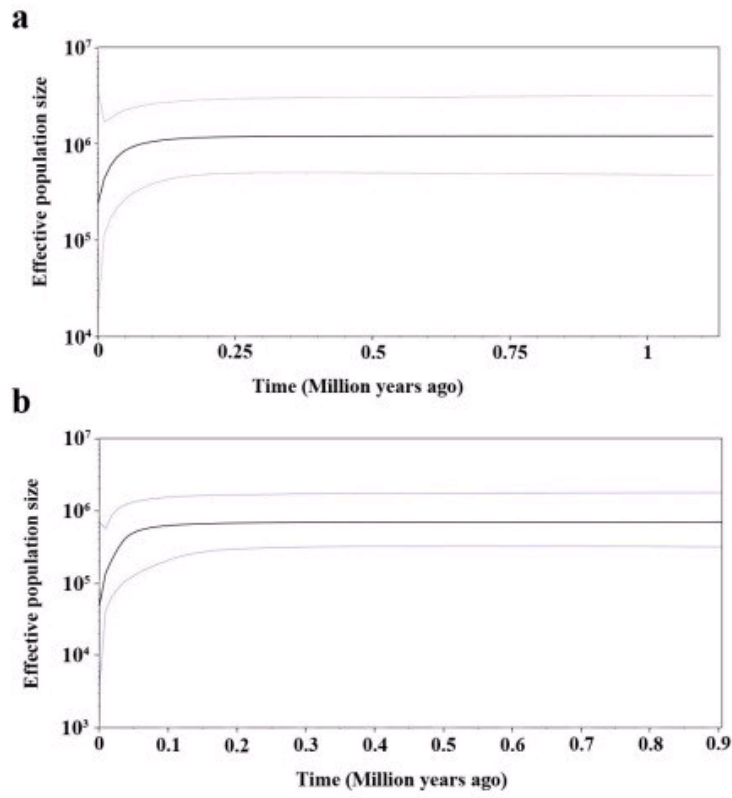 a
10⁷
10⁶
10⁵
10⁴
Effective population size
0 0.25 0.5 0.75 1
Time (Million years ago)
b
10⁷
10⁶
10⁵
10⁴
10³
Effective population size
0 0.1 0.2 0.3 0.4 0.5 0.6 0.7 0.8 0.9
Time (Million years ago)